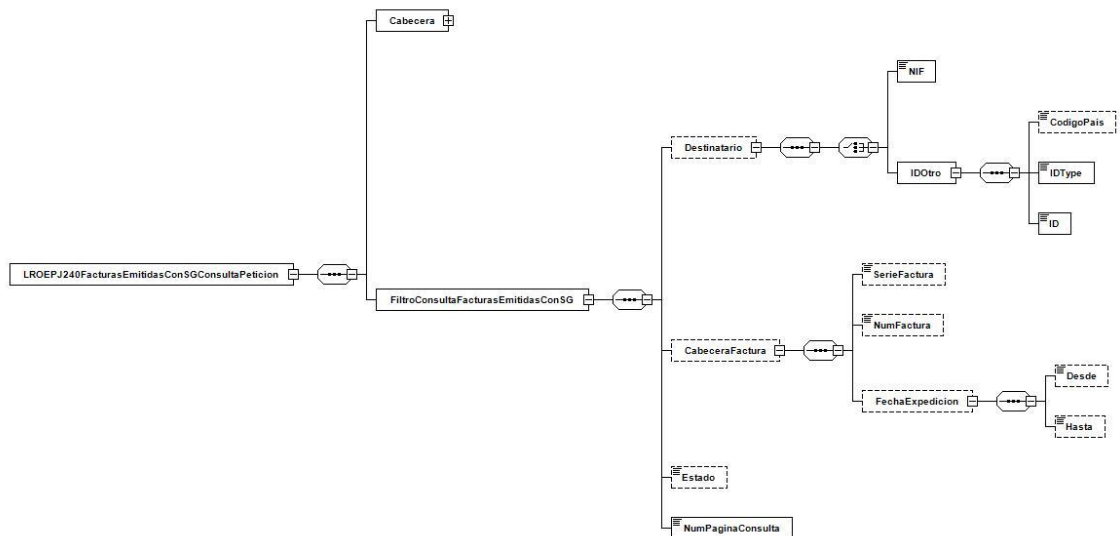 Cabecera
NIF
CodigoPais
Destinatario
IDOtro
IDType
ID
LROEPJ240FacturasEmitidasConSGConsultaPeticion
SerieFactura
FiltroConsultaFacturasEmitidasConSG
NumFactura
CabeceraFactura
Desde
FechaExpedicion
Hasta
Estado
NumPaginaConsulta